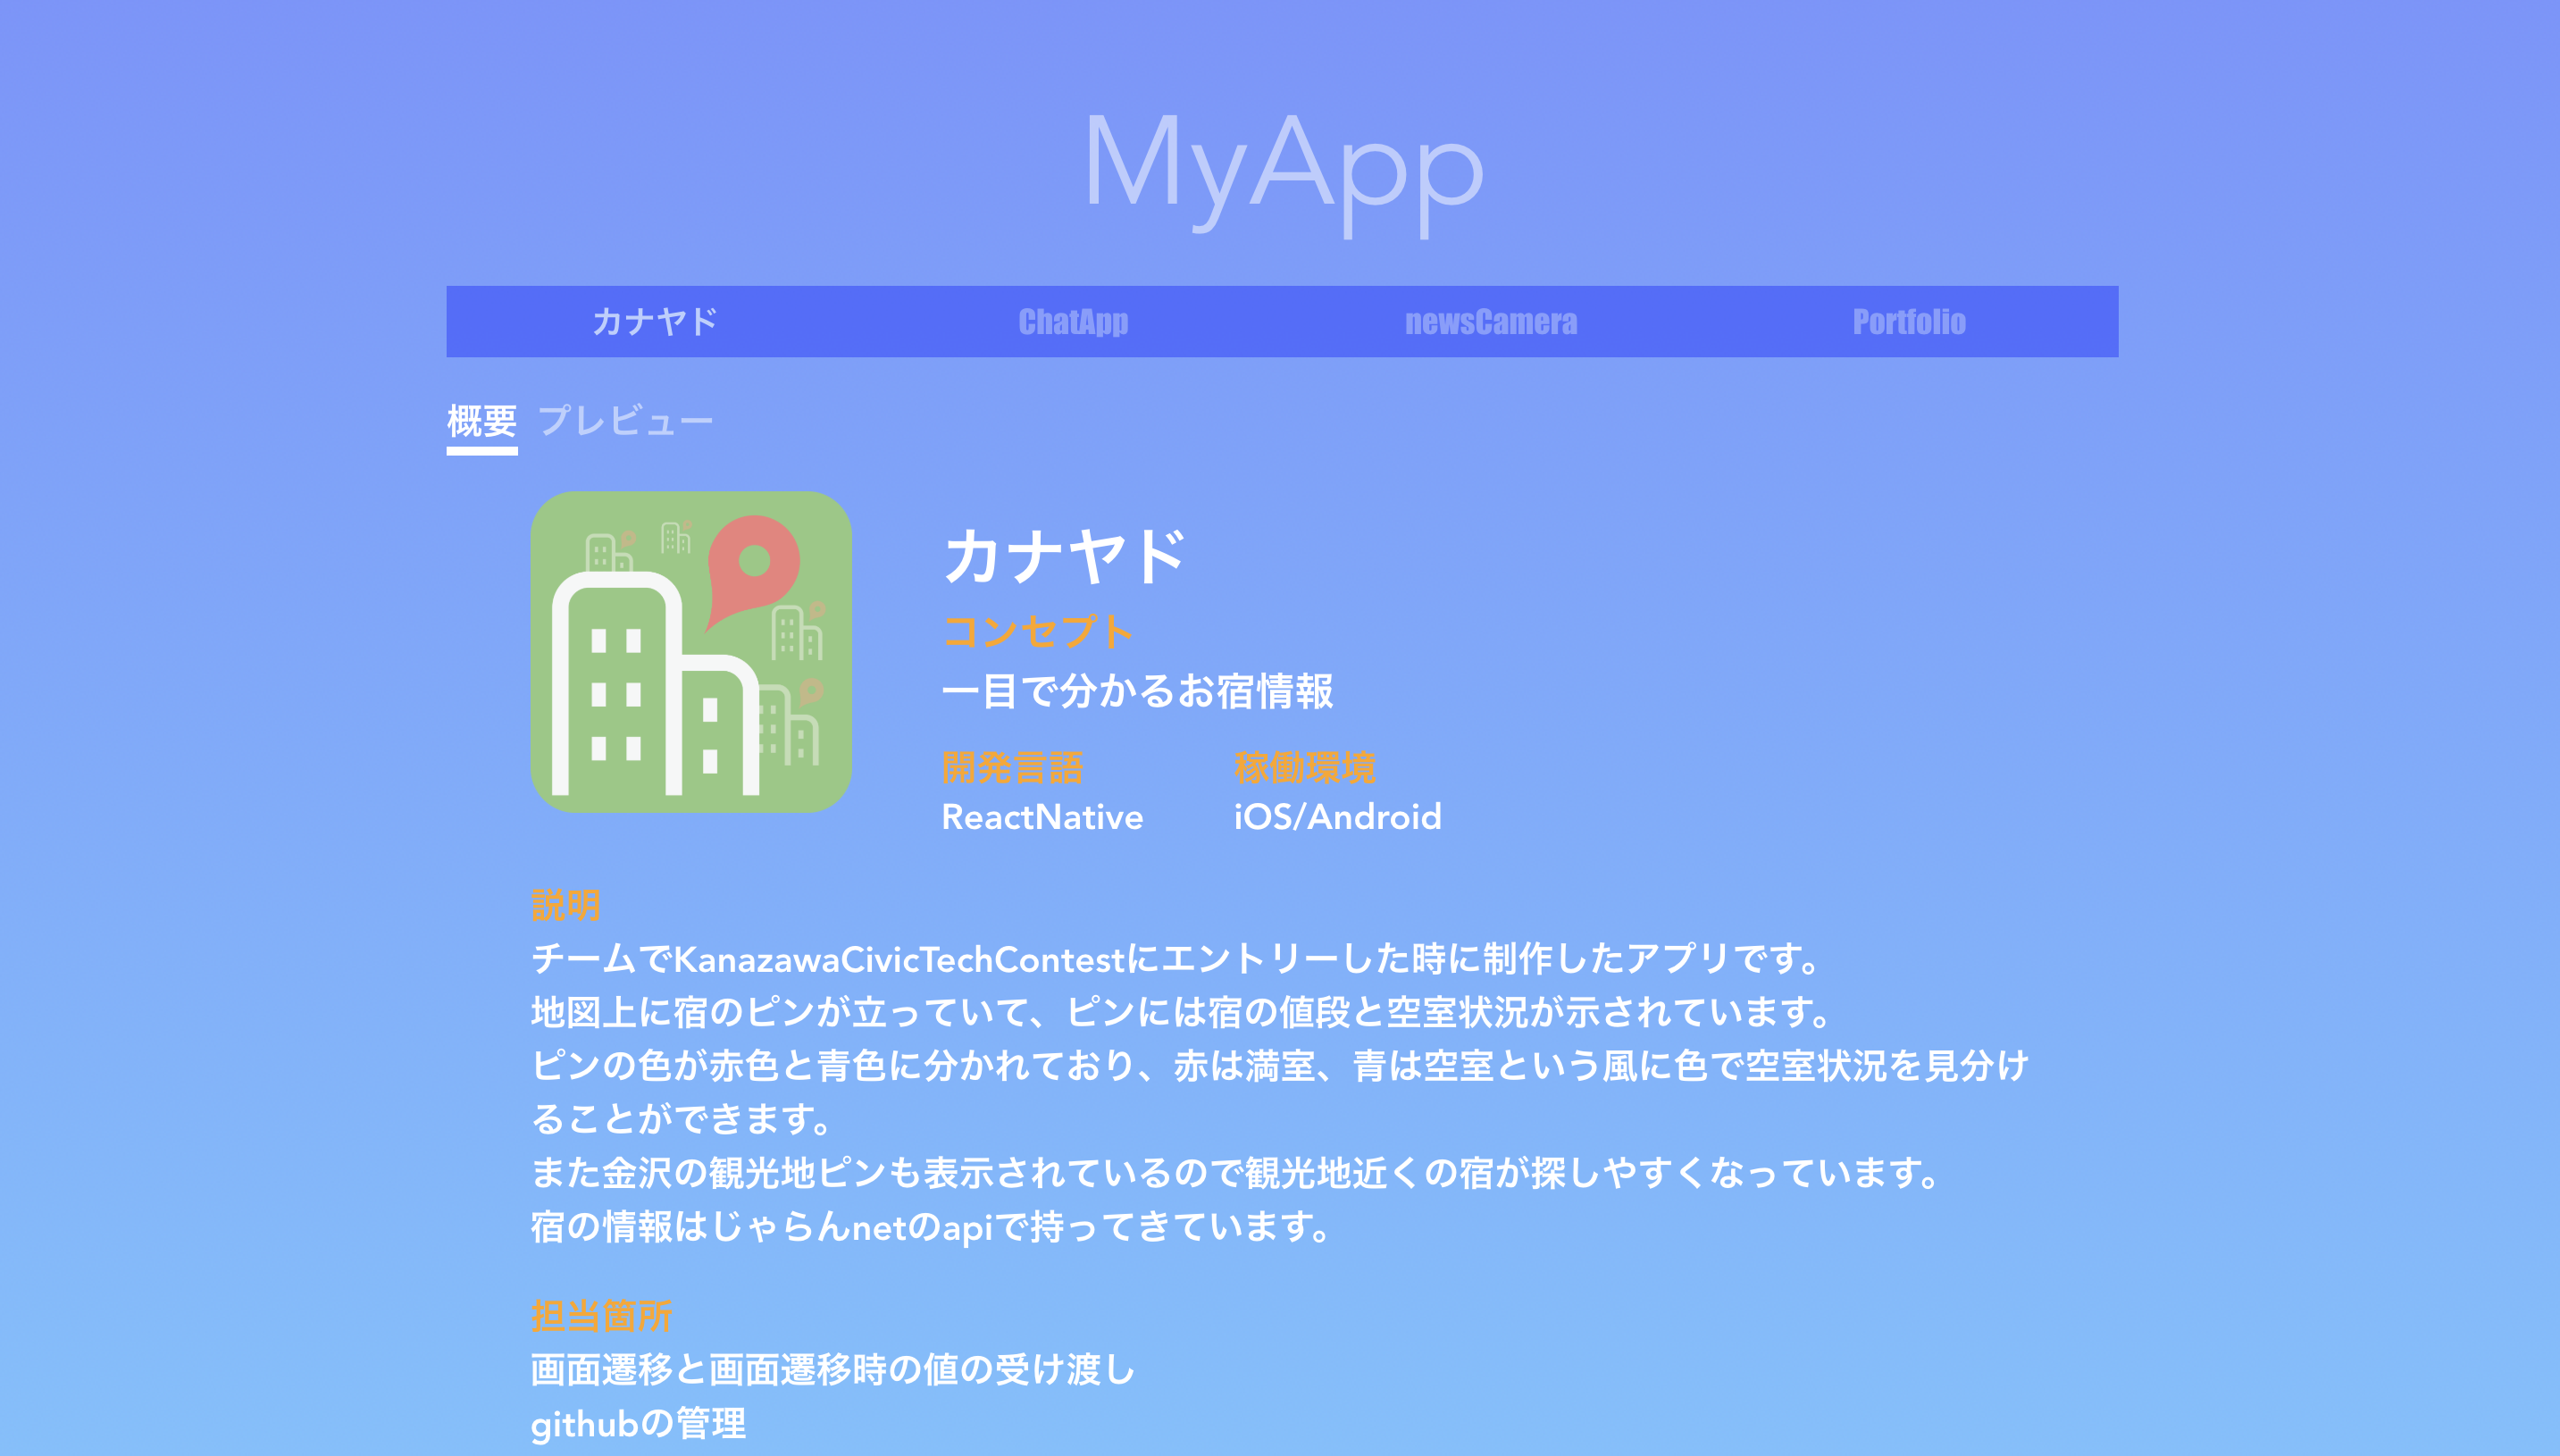 MyApp
カナヤド ChatApp newsCamera Portfolio
概要 プレビュー
カナヤド
コンセプト
一目で分かるお宿情報
開発言語 稼働環境
ReactNative iOS/Android
説明
チームでKanazawaCivicTechContestにエントリーした時に制作したアプリです。
地図上に宿のピンが立っていて、ピンには宿の値段と空室状況が示されています。
ピンの色が赤色と青色に分かれており、赤は満室、青は空室という風に色で空室状況を見分け
ることができます。
また金沢の観光地ピンも表示されているので観光地近くの宿が探しやすくなっています。
宿の情報はじゃらんnetのapiで持ってきています。
担当箇所
画面遷移と画面遷移時の値の受け渡し
githubの管理